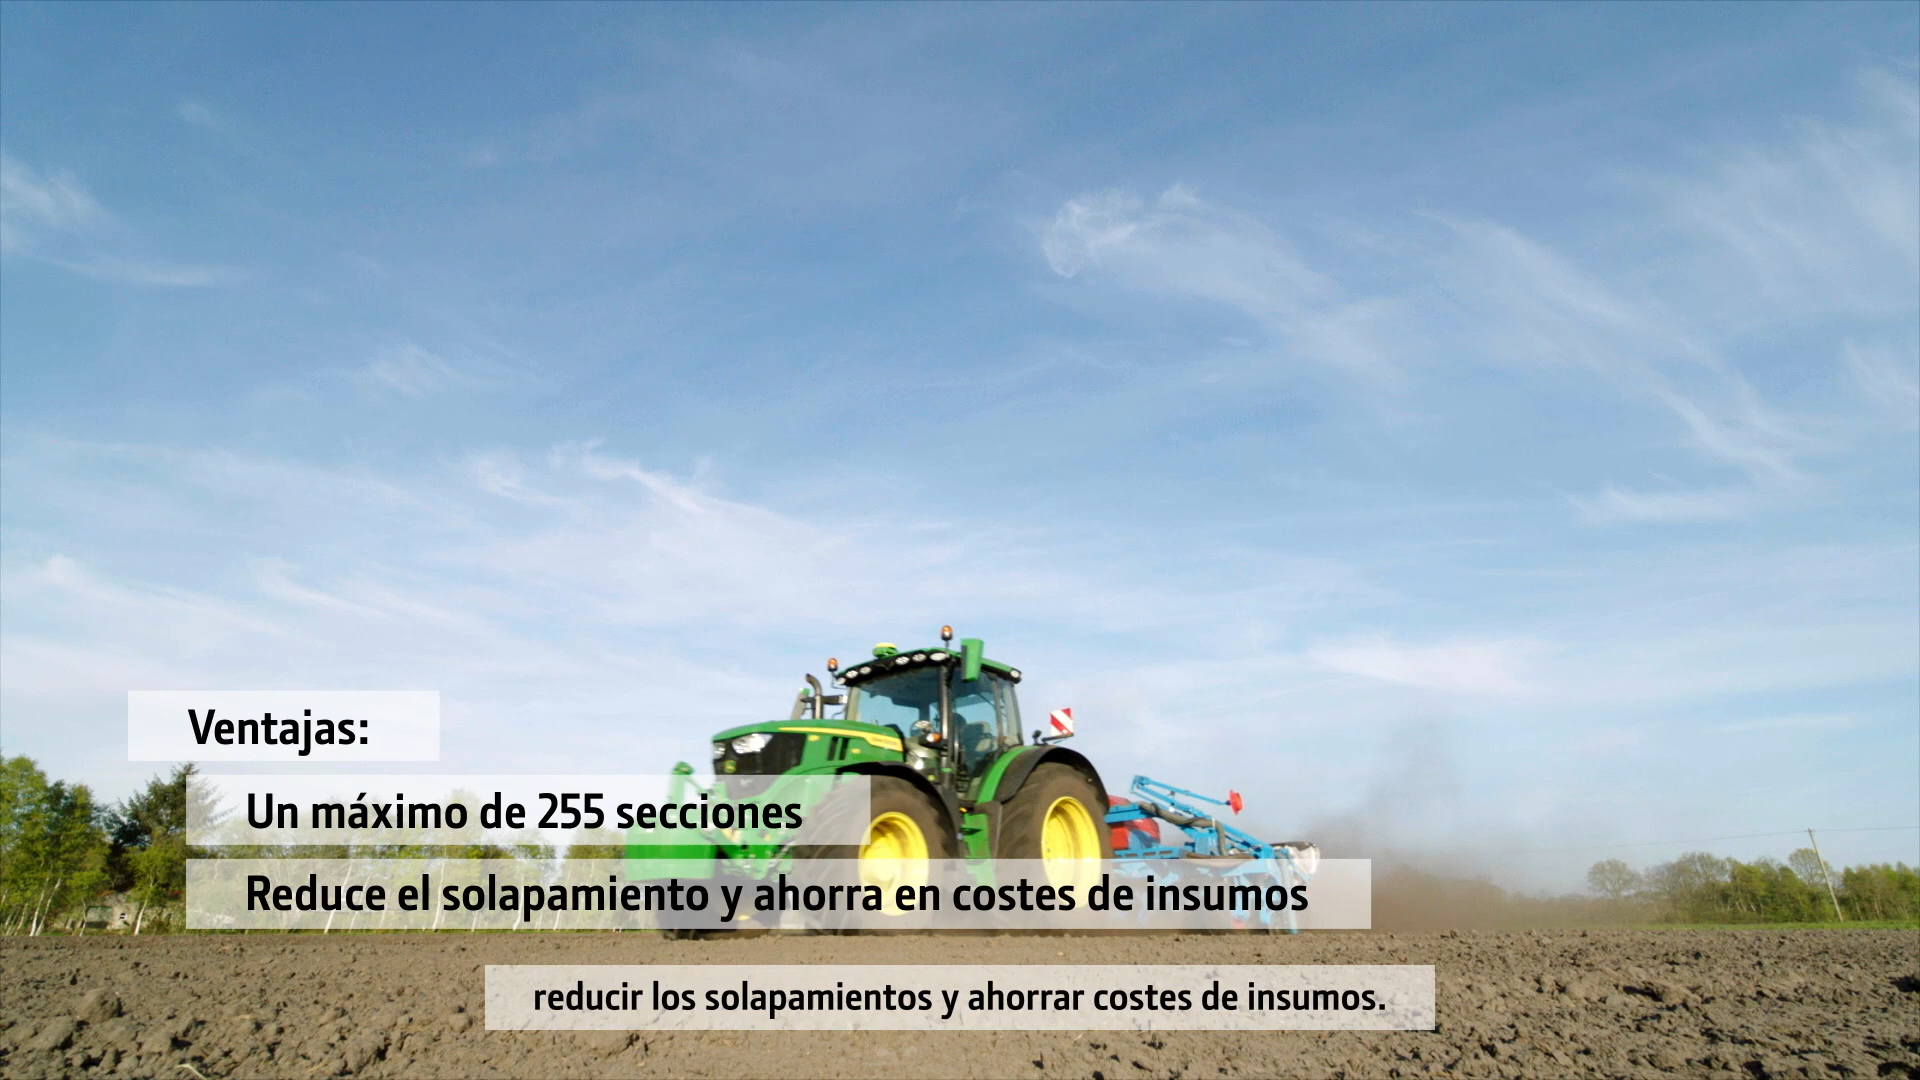 Ventajas:
Un máximo de 255 secciones
Reduce el solapamiento y ahorra en costes de insumos
reducir los solapamientos y ahorrar costes de insumos.